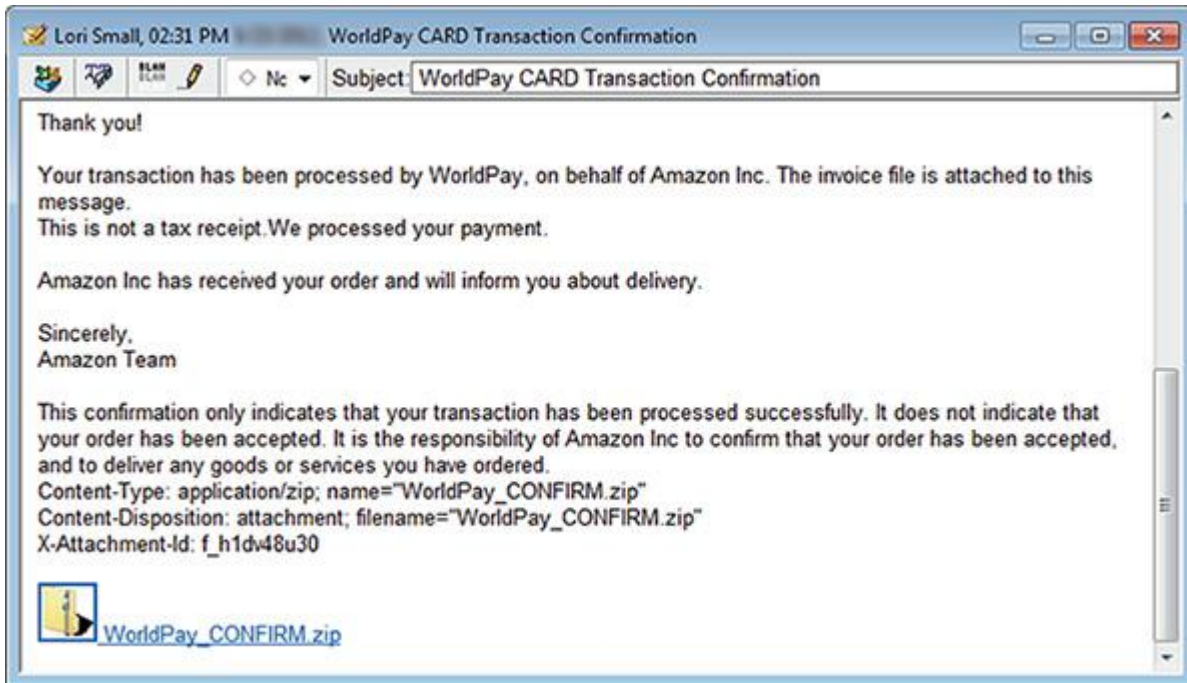 Lori Small, 02:31 PM WorldPay CARD Transaction Confirmation
BLAH BLAH Nc Subject: WorldPay CARD Transaction Confirmation
Thank you!
Your transaction has been processed by WorldPay, on behalf of Amazon Inc. The invoice file is attached to this
message.
This is not a tax receipt.We processed your payment.
Amazon Inc has received your order and will inform you about delivery.
Sincerely,
Amazon Team
This confirmation only indicates that your transaction has been processed successfully. It does not indicate that
your order has been accepted. It is the responsibility of Amazon Inc to confirm that your order has been accepted,
and to deliver any goods or services you have ordered.
Content-Type: application/zip; name="WorldPay_CONFIRM.zip"
Content-Disposition: attachment; filename="WorldPay_CONFIRM.zip"
X-Attachment-Id: f_h1dv48u30
WorldPay_CONFIRM.zip